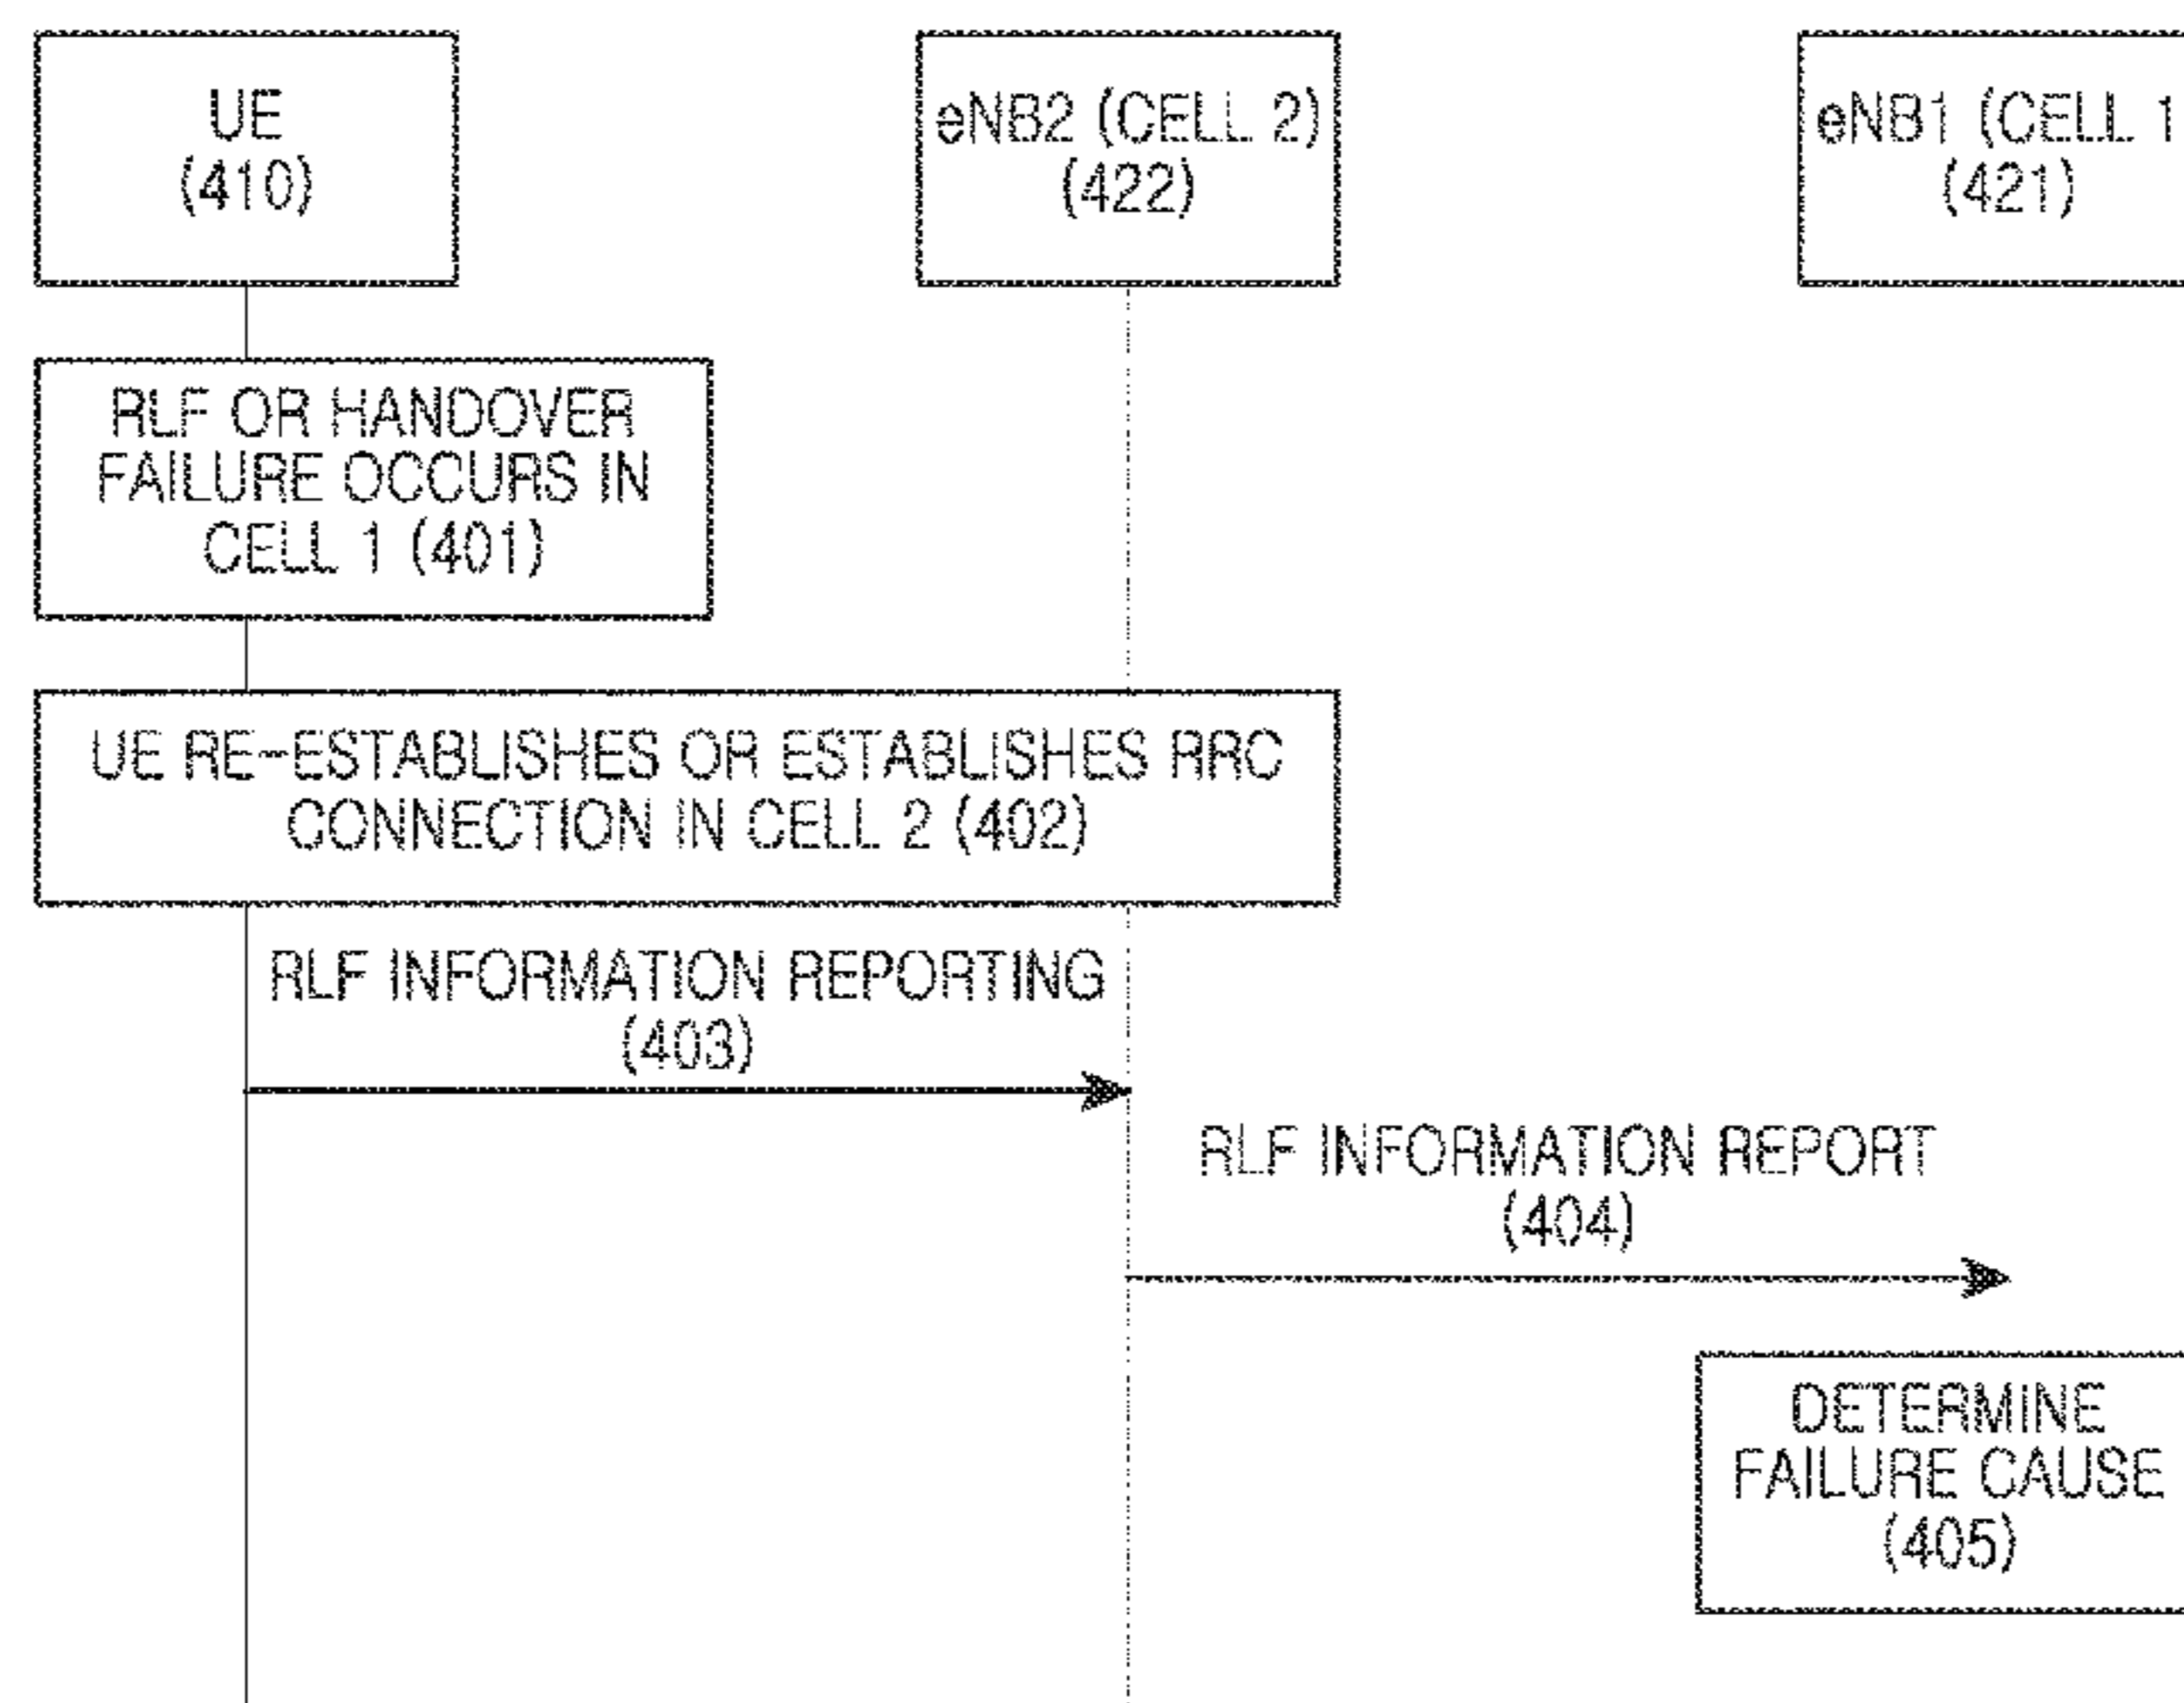 UE
(410)
eNB2 (CELL 2)
(422)
eNB1 (CELL 1
(421)
RLF OR HANDOVER
FAILURE OCCURS IN
CELL 1 (401)
UE RE-ESTABLISHES OR ESTABLISHES RRC
CONNECTION IN CELL 2 (402)
RLF INFORMATION REPORTING
(403)
RLF INFORMATION REPORT
(404)
DETERMINE
FAILURE CAUSE
(405)